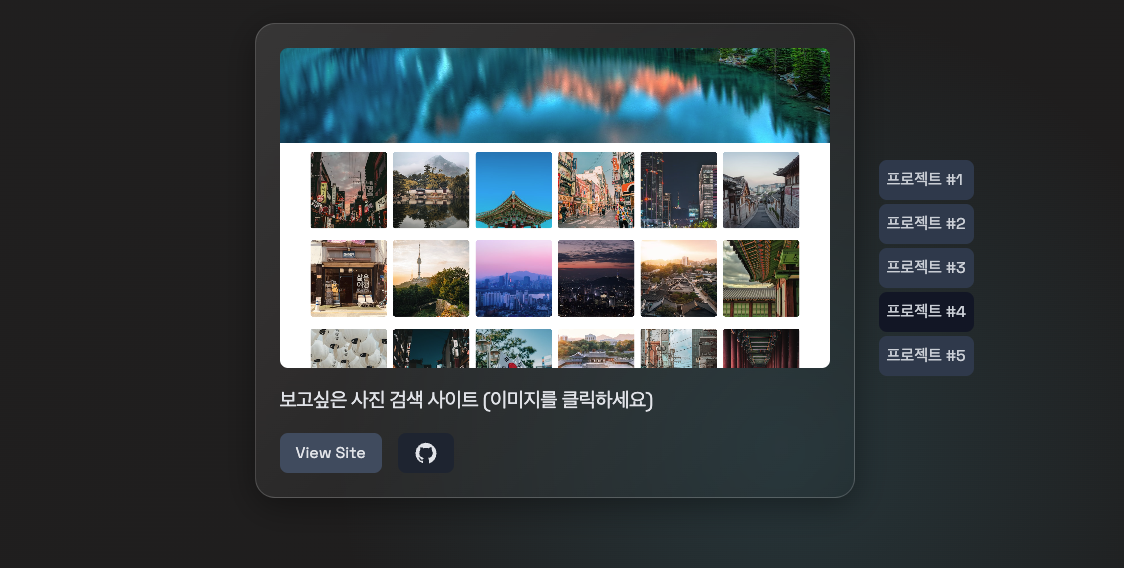 보고싶은 사진 검색 사이트 (이미지를 클릭하세요)
View Site
프로젝트 #1
프로젝트 #2
프로젝트 #3
프로젝트 #4
프로젝트 #5